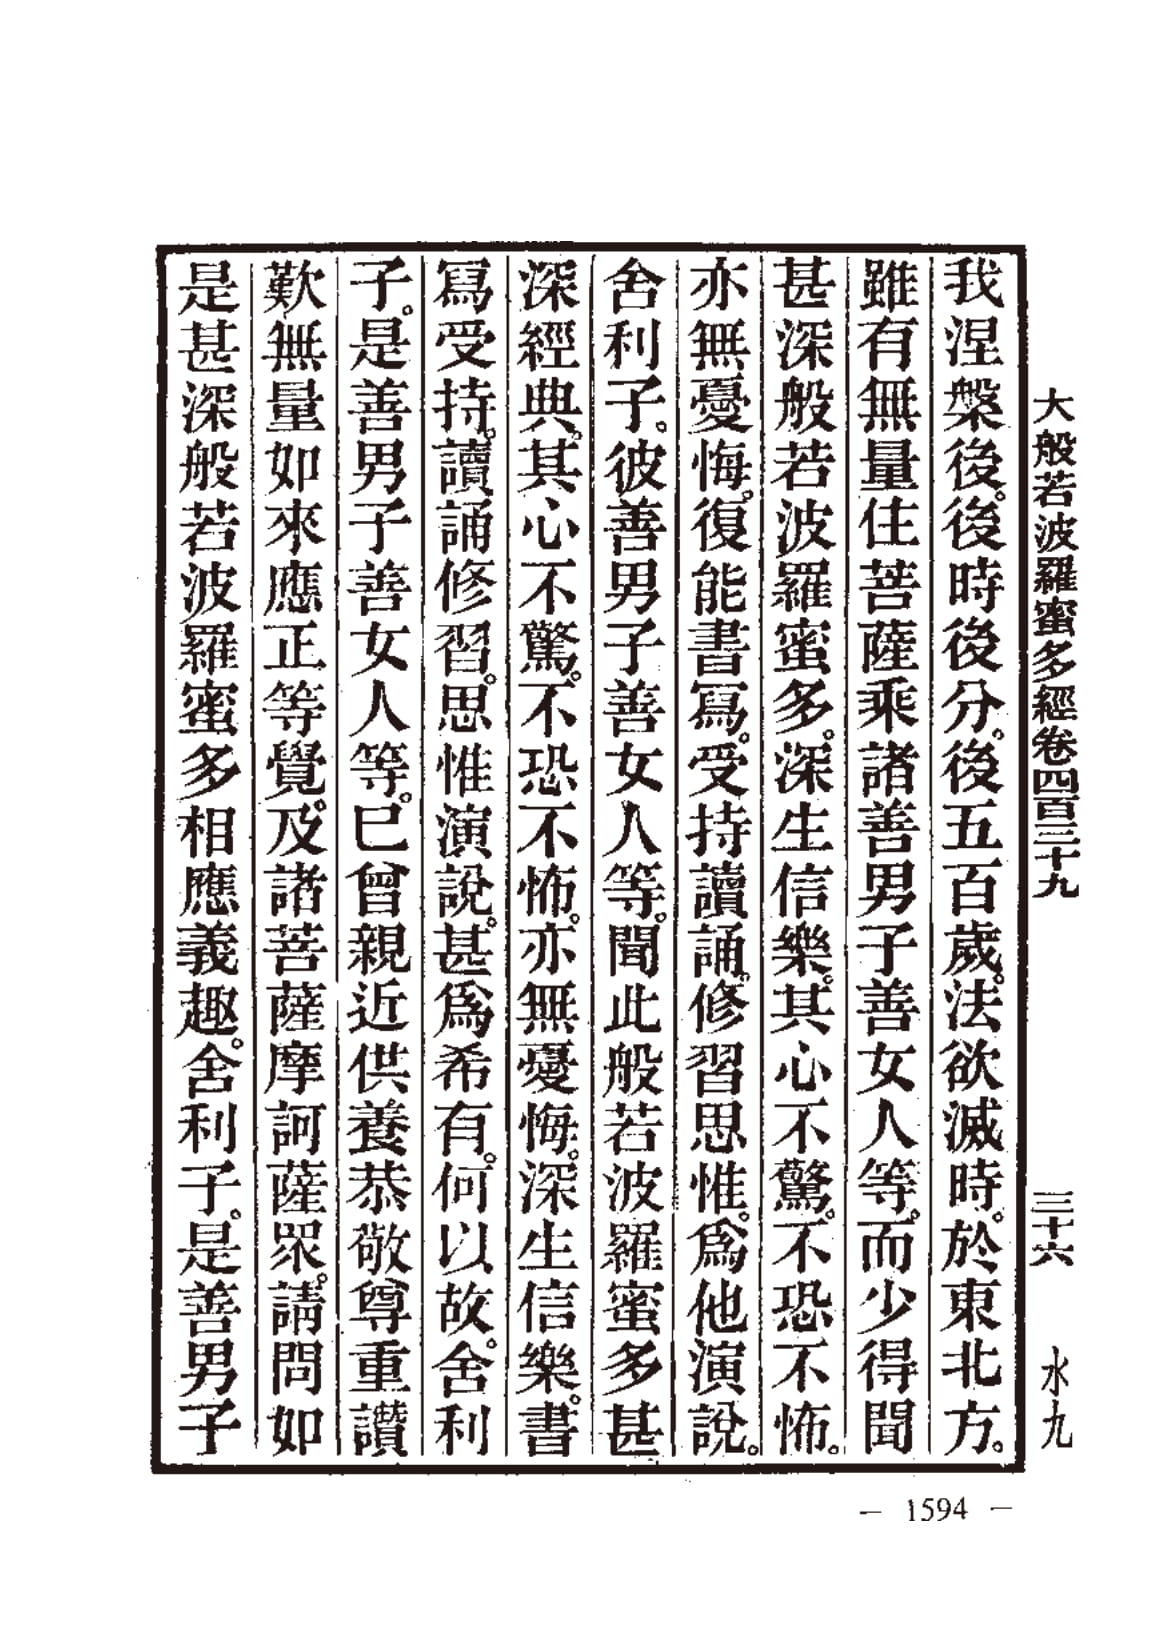 大般若波羅蜜多經卷四百三十九　三十六　水九
我涅槃後。後時後分。後五百歲。法欲滅時。於東北方。
雖有無量住菩薩乘諸善男子善女人等。而少得聞
甚深般若波羅蜜多。深生信樂。其心不驚。不恐不怖。
亦無憂悔。復能書寫。受持讀誦。修習思惟。爲他演說。
舍利子。彼善男子善女人等。聞此般若波羅蜜多甚
深經典。其心不驚。不恐不怖。亦無憂悔。深生信樂。書
寫受持。讀誦修習。思惟演說。甚爲希有。何以故。舍利
子。是善男子善女人等。已曾親近供養恭敬尊重讚
歎無量如來應正等覺。及諸菩薩摩訶薩眾。請問如
是甚深般若波羅蜜多相應義趣。舍利子。是善男子
— 1594 —